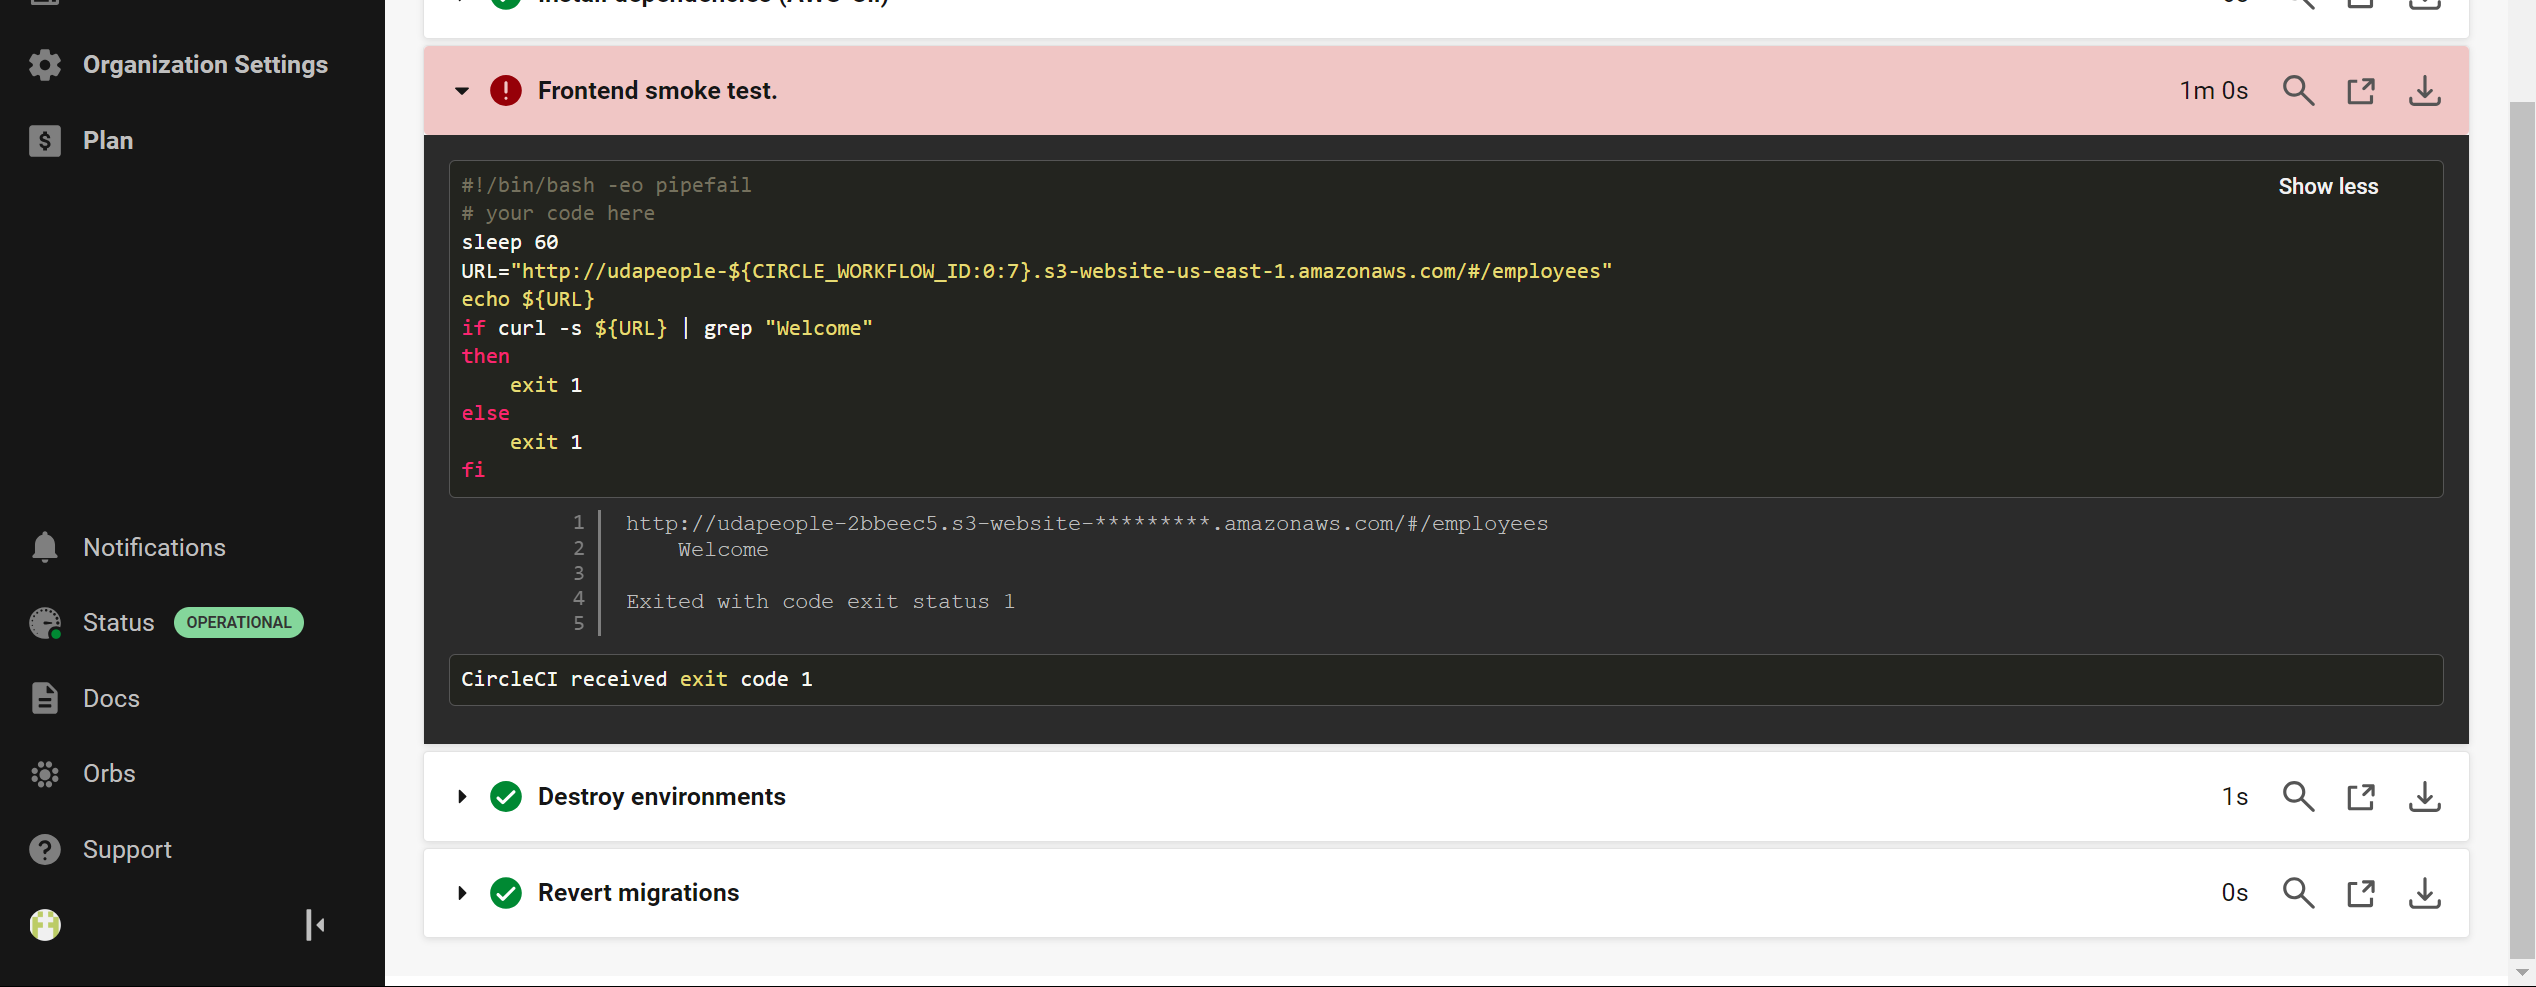 Organization Settings
Plan
Notifications
Status OPERATIONAL
Docs
Orbs
Support
Frontend smoke test. 1m 0s
#!/bin/bash -eo pipefail
Show less
# your code here
sleep 60
URL="http://udapeople-${CIRCLE_WORKFLOW_ID:0:7}.s3-website-us-east-1.amazonaws.com/#/employees"
echo ${URL}
if curl -s ${URL} | grep "Welcome"
then
exit 1
else
exit 1
fi
1 http://udapeople-2bbeec5.s3-website-*********.amazonaws.com/#/employees
2 Welcome
3
4 Exited with code exit status 1
5
CircleCI received exit code 1
Destroy environments 1s
Revert migrations 0s